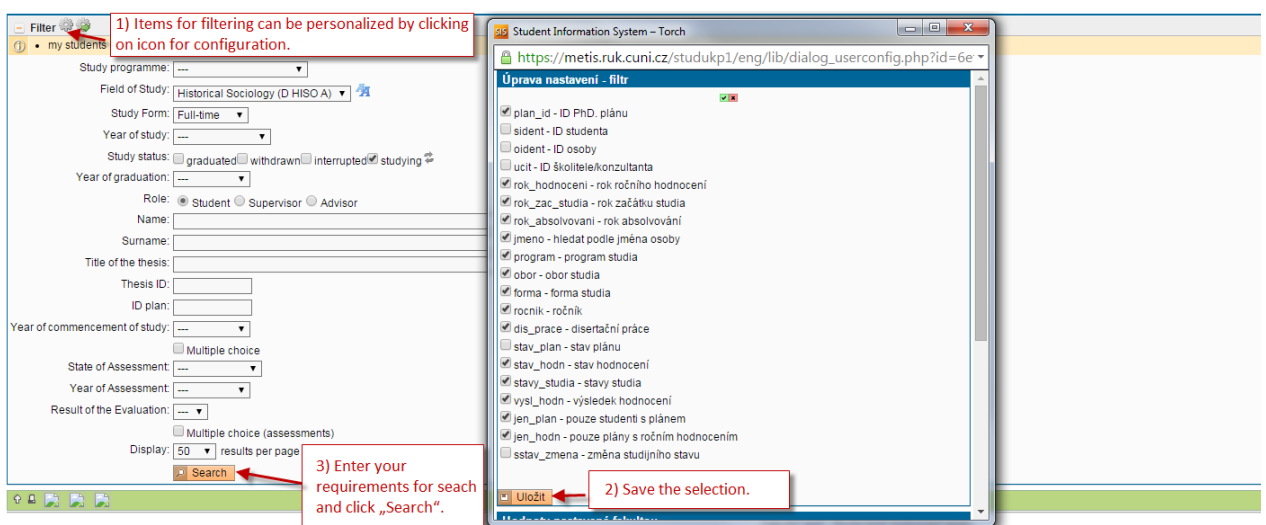 Filter
1) Items for filtering can be personalized by clicking
on icon for configuration.
• my students
Study programme: ---
Field of Study: Historical Sociology (D HISO A)
Study Form: Full-time
Year of study: ---
Study status: graduated withdrawn interrupted studying
Year of graduation: ---
Role: Student Supervisor Advisor
Name:
Surname:
Title of the thesis:
Thesis ID:
ID plan:
Year of commencement of study: ---
Multiple choice
State of Assessment: ---
Year of Assessment: ---
Result of the Evaluation: ---
Multiple choice (assessments)
Display: 50 results per page
Search
3) Enter your
requirements for seach
and click „Search“.
SIS Student Information System – Torch
https://metis.ruk.cuni.cz/studukp1/eng/lib/dialog_userconfig.php?id=6e
Úprava nastavení - filtr
plan_id - ID PhD. plánu
sident - ID studenta
oident - ID osoby
ucit - ID školitele/konzultanta
rok_hodnoceni - rok ročního hodnocení
rok_zac_studia - rok začátku studia
rok_absolvovani - rok absolvování
jmeno - hledat podle jména osoby
program - program studia
obor - obor studia
forma - forma studia
rocnik - ročník
dis_prace - disertační práce
stav_plan - stav plánu
stav_hodn - stav hodnocení
stavy_studia - stavy studia
vysl_hodn - výsledek hodnocení
jen_plan - pouze studenti s plánem
jen_hodn - pouze plány s ročním hodnocením
sstav_zmena - změna studijního stavu
Uložit
2) Save the selection.
Hodnoty nastavené fakultou